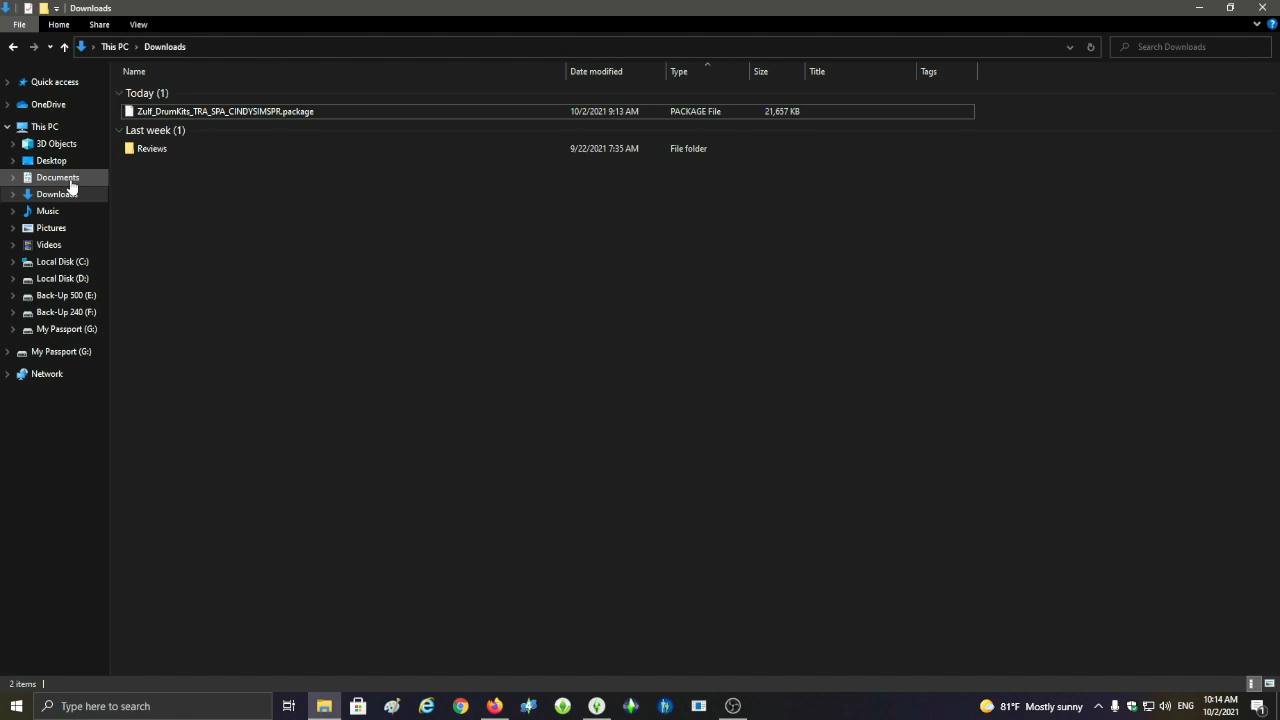 Downloads
File Home Share View
This PC Downloads Search Downloads
Name Date modified Type Size Title Tags
Quick access
OneDrive
This PC
3D Objects
Desktop
Documents
Downloads
Music
Pictures
Videos
Local Disk (C:)
Local Disk (D:)
Back-Up 500 (E:)
Back-Up 240 (F:)
My Passport (G:)
My Passport (G:)
Network
Today (1)
Zulf_DrumKits_TRA_SPA_CINDYSIMSPR.package 10/2/2021 9:13 AM PACKAGE File 21,657 KB
Last week (1)
Reviews 9/22/2021 7:35 AM File folder
2 items
Type here to search 81°F Mostly sunny ENG 10:14 AM
10/2/2021 1